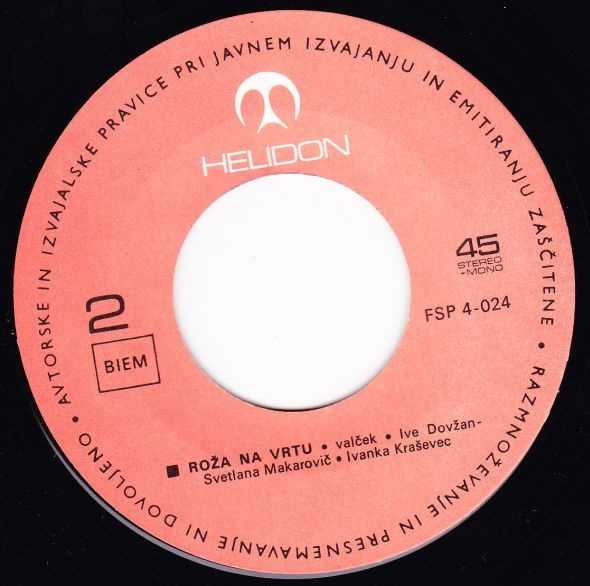 AVTORSKE IN IZVAJALSKE PRAVICE PRI JAVNEM IZVAJANJU IN EMITIRANJU ZAŠČITENE • RAZMNOŽEVANJE IN PRESNEMAVANJE NI DOVOLJENO •
HELIDON
45
STEREO
+MONO
FSP 4-024
2
BIEM
■ ROŽA NA VRTU • valček • Ive Dovžan-
Svetlana Makarovič • Ivanka Kraševec